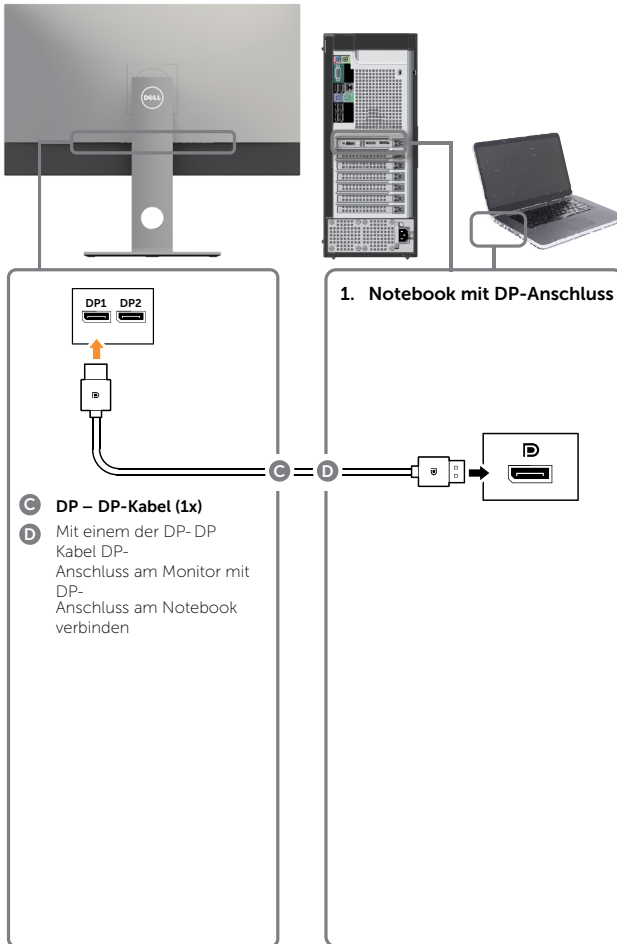 DELL
1. Notebook mit DP-Anschluss
DP1 DP2
C D
C DP – DP-Kabel (1x)
D Mit einem der DP-DP
Kabel DP-
Anschluss am Monitor mit
DP-
Anschluss am Notebook
verbinden